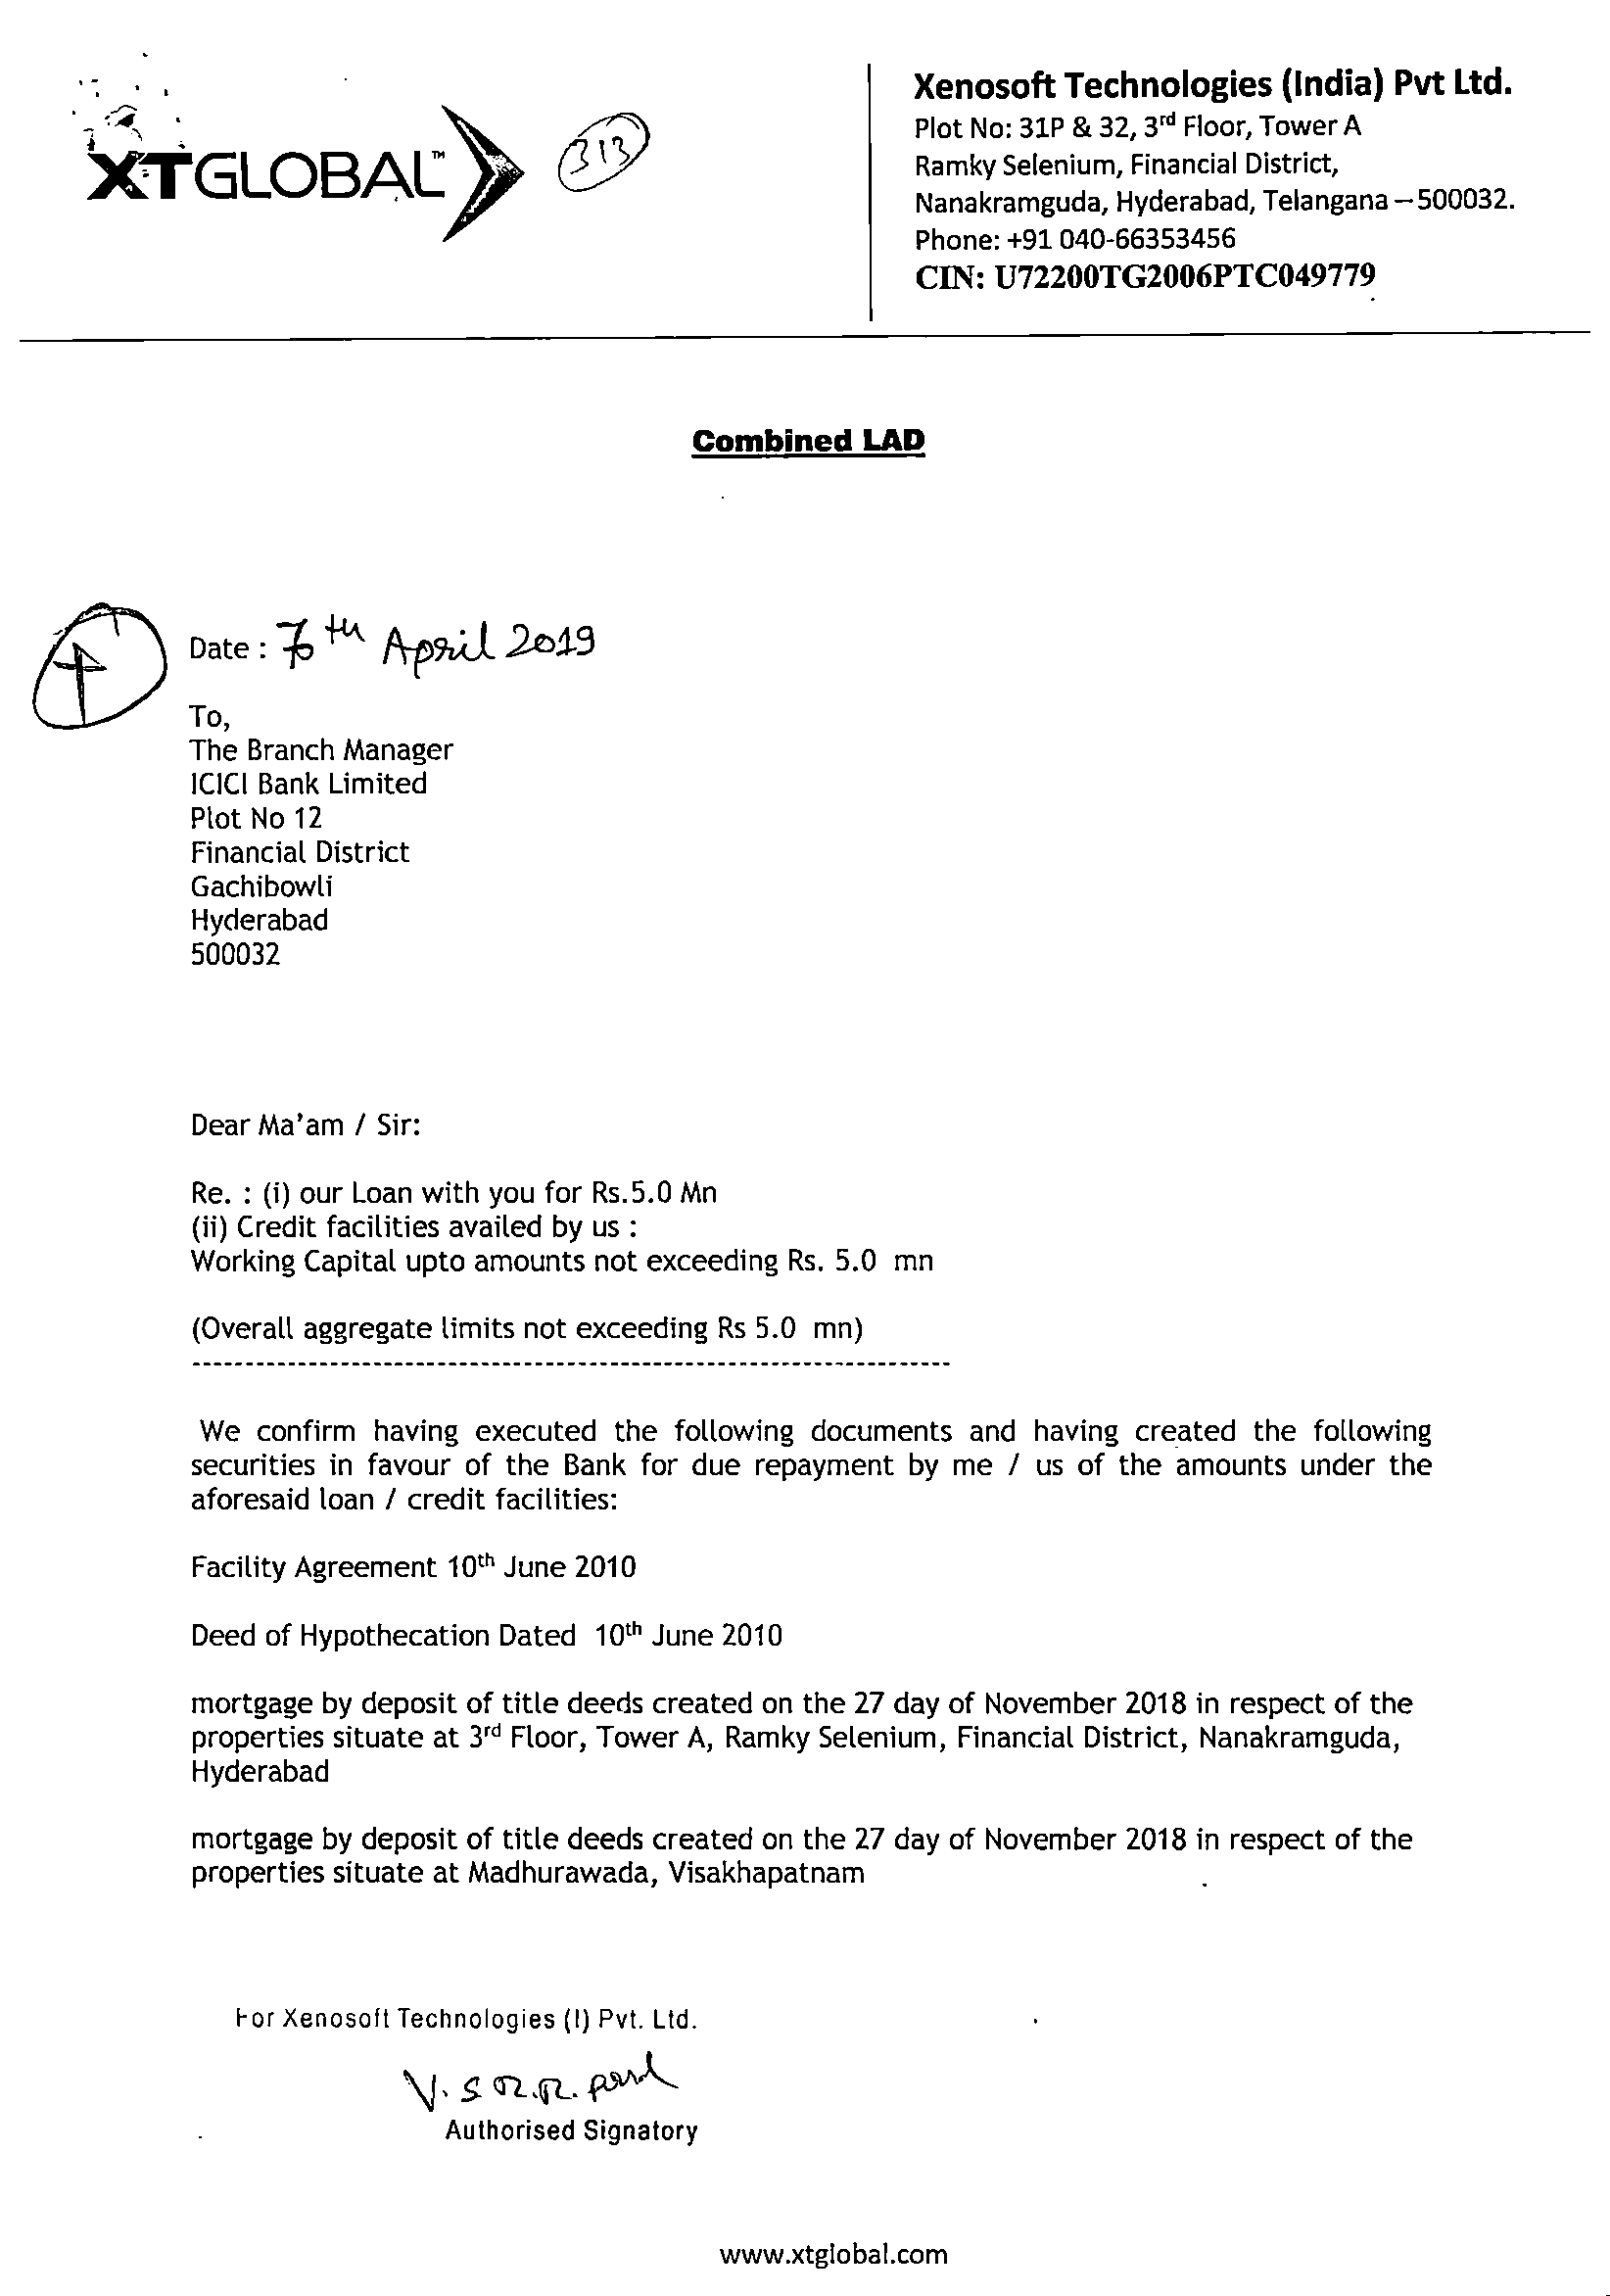 XTGLOBAL™
313
Xenosoft Technologies (India) Pvt Ltd.
Plot No: 31P & 32, 3rd Floor, Tower A
Ramky Selenium, Financial District,
Nanakramguda, Hyderabad, Telangana – 500032.
Phone: +91 040-66353456
CIN: U72200TG2006PTC049779
Combined LAD
Date : 7th April 2019
To,
The Branch Manager
ICICI Bank Limited
Plot No 12
Financial District
Gachibowli
Hyderabad
500032
Dear Ma'am / Sir:
Re. : (i) our Loan with you for Rs.5.0 Mn
(ii) Credit facilities availed by us :
Working Capital upto amounts not exceeding Rs. 5.0 mn
(Overall aggregate limits not exceeding Rs 5.0 mn)
We confirm having executed the following documents and having created the following
securities in favour of the Bank for due repayment by me / us of the amounts under the
aforesaid loan / credit facilities:
Facility Agreement 10th June 2010
Deed of Hypothecation Dated 10th June 2010
mortgage by deposit of title deeds created on the 27 day of November 2018 in respect of the
properties situate at 3rd Floor, Tower A, Ramky Selenium, Financial District, Nanakramguda,
Hyderabad
mortgage by deposit of title deeds created on the 27 day of November 2018 in respect of the
properties situate at Madhurawada, Visakhapatnam
For Xenosoft Technologies (I) Pvt. Ltd.
Authorised Signatory
www.xtglobal.com